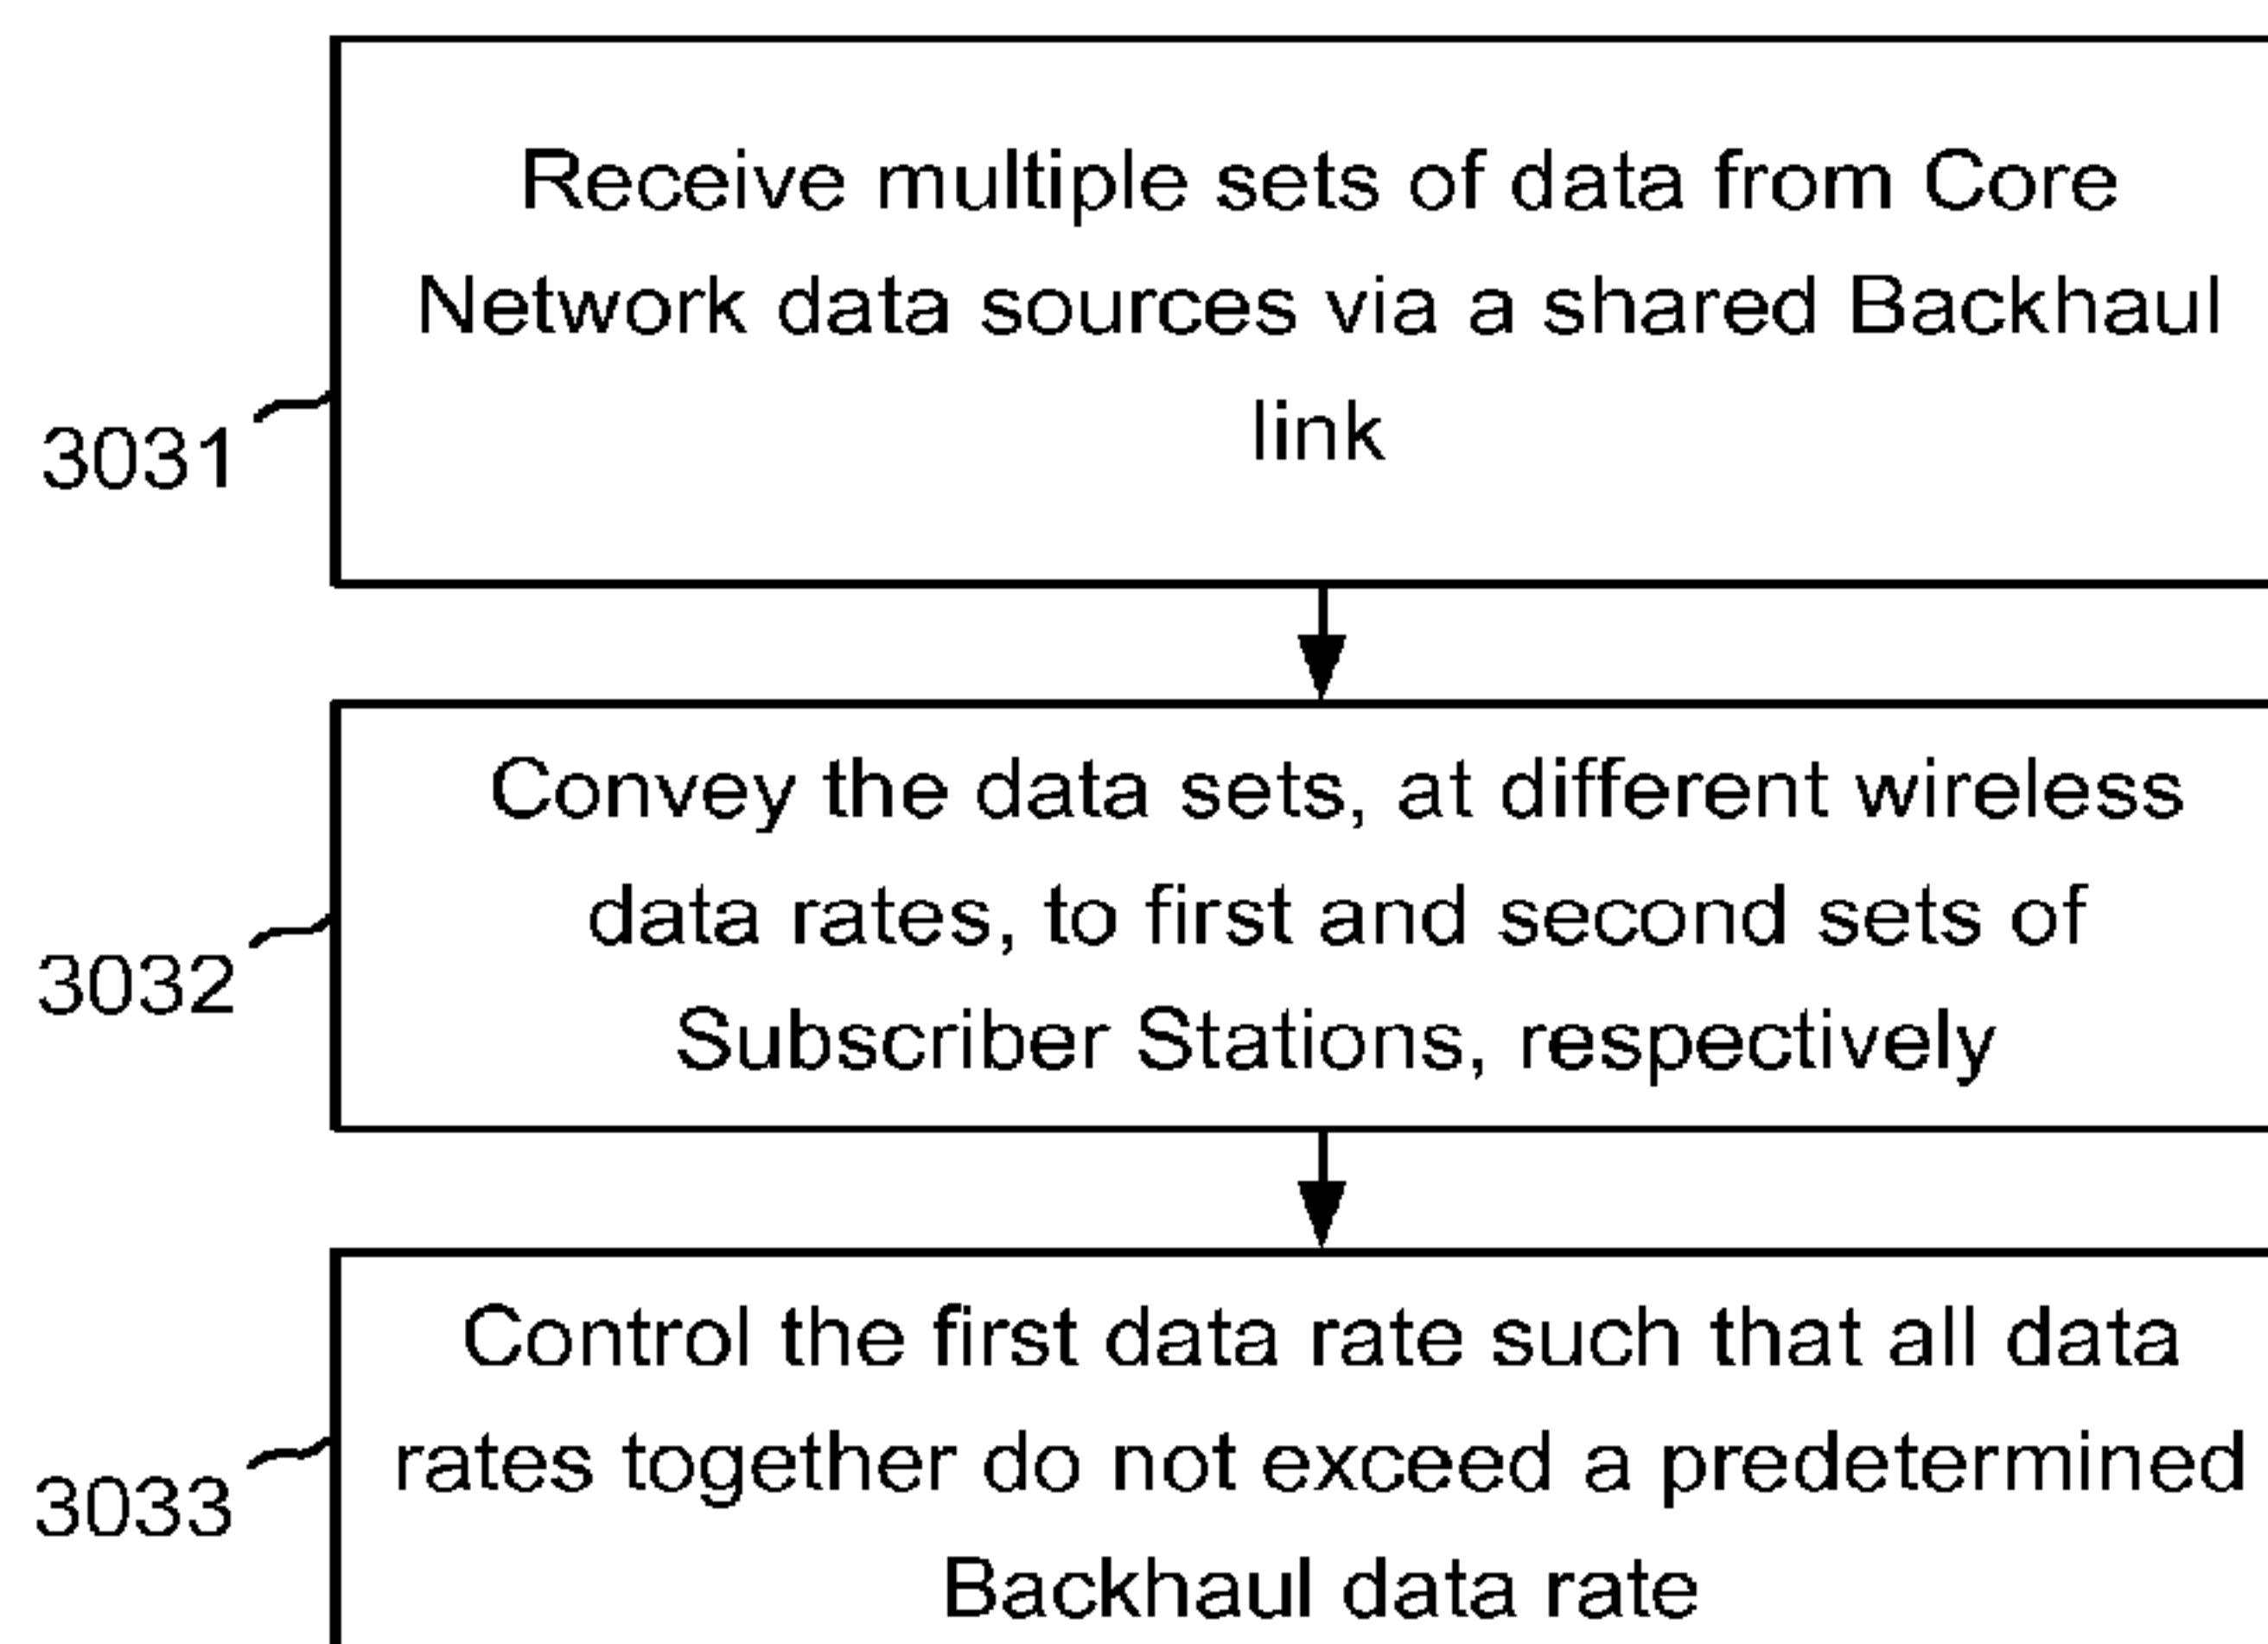 Receive multiple sets of data from Core
Network data sources via a shared Backhaul
link
3031
Convey the data sets, at different wireless
data rates, to first and second sets of
Subscriber Stations, respectively
3032
Control the first data rate such that all data
rates together do not exceed a predetermined
Backhaul data rate
3033